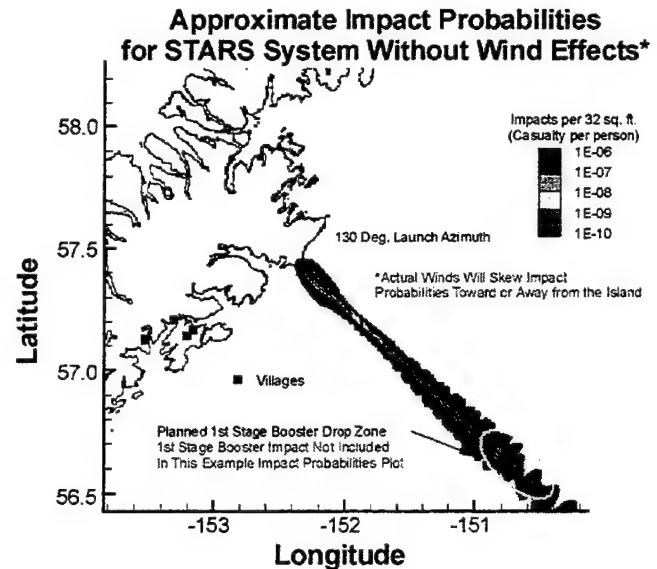 Approximate Impact Probabilities
for STARS System Without Wind Effects*
Impacts per 32 sq. ft.
(Casualty per person)
1E-06
1E-07
1E-08
1E-09
1E-10
58.0
57.5
57.0
56.5
Latitude
130 Deg. Launch Azimuth
*Actual Winds Will Skew Impact
Probabilities Toward or Away from the Island
Villages
Planned 1st Stage Booster Drop Zone
1st Stage Booster Impact Not Included
In This Example Impact Probabilities Plot
-153
-152
-151
Longitude